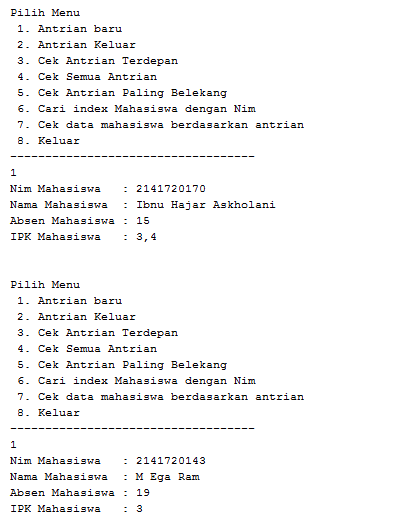 Pilih Menu
1. Antrian baru
2. Antrian Keluar
3. Cek Antrian Terdepan
4. Cek Semua Antrian
5. Cek Antrian Paling Belekang
6. Cari index Mahasiswa dengan Nim
7. Cek data mahasiswa berdasarkan antrian
8. Keluar
-----------------------------------
1
Nim Mahasiswa   : 2141720170
Nama Mahasiswa  : Ibnu Hajar Askholani
Absen Mahasiswa : 15
IPK Mahasiswa   : 3,4
Pilih Menu
1. Antrian baru
2. Antrian Keluar
3. Cek Antrian Terdepan
4. Cek Semua Antrian
5. Cek Antrian Paling Belekang
6. Cari index Mahasiswa dengan Nim
7. Cek data mahasiswa berdasarkan antrian
8. Keluar
-----------------------------------
1
Nim Mahasiswa   : 2141720143
Nama Mahasiswa  : M Ega Ram
Absen Mahasiswa : 19
IPK Mahasiswa   : 3